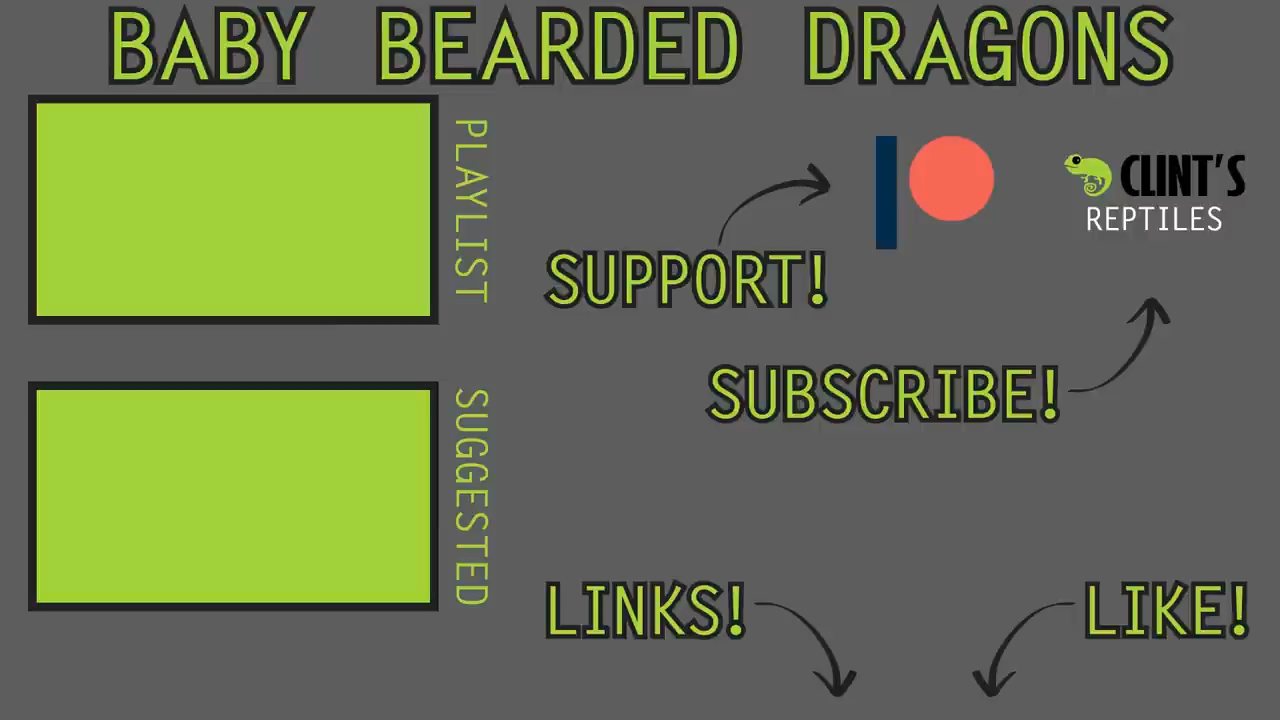 BABY BEARDED DRAGONS
PLAYLIST
SUPPORT!
CLINT'S
REPTILES
SUBSCRIBE!
SUGGESTED
LINKS!
LIKE!